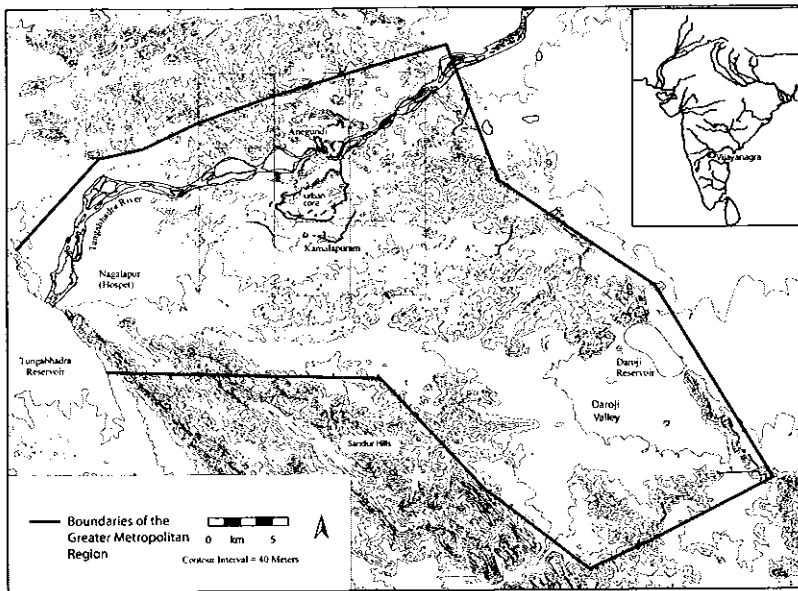 Vijayanagra
Anegundi
urban
core
Kamalapuram
Tungabhadra River
Nagalapur
(Hospet)
Tungabhadra
Reservoir
Daroji
Reservoir
Daroji
Valley
Sandur Hills
Boundaries of the
Greater Metropolitan
Region
0 km 5
Contour Interval = 40 Meters